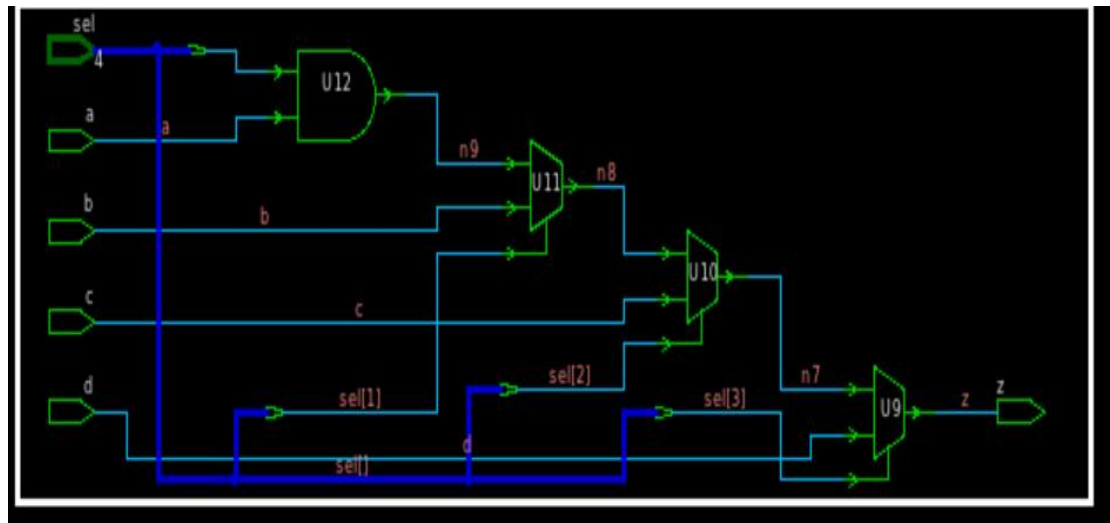 sel
4
U12
a
a
n9
U11
n8
b
b
U10
c
c
n7
sel[2]
d
sel[1]
sel[3]
U9
z
z
d
sel[]